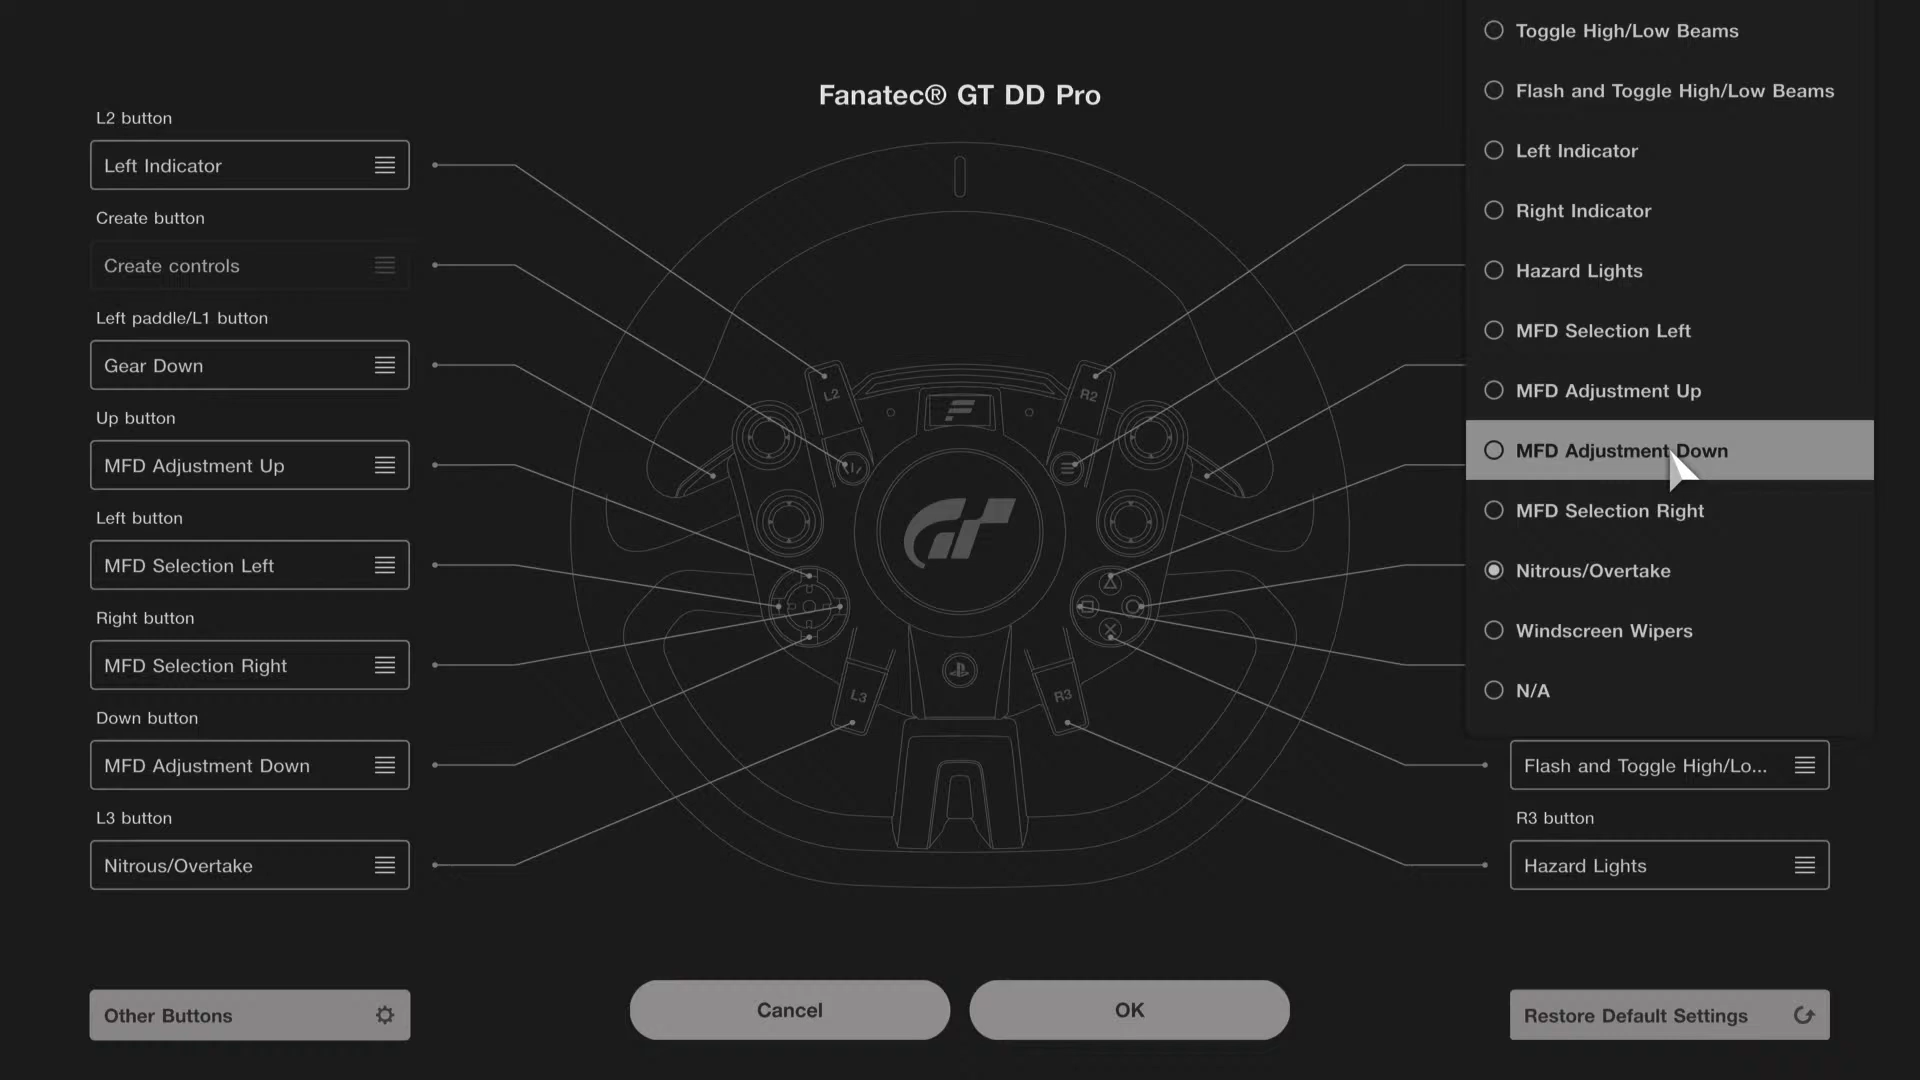 Fanatec® GT DD Pro
L2 button
Left Indicator
Create button
Create controls
Left paddle/L1 button
Gear Down
Up button
MFD Adjustment Up
Left button
MFD Selection Left
Right button
MFD Selection Right
Down button
MFD Adjustment Down
L3 button
Nitrous/Overtake
L2
R2
L3
R3
Toggle High/Low Beams
Flash and Toggle High/Low Beams
Left Indicator
Right Indicator
Hazard Lights
MFD Selection Left
MFD Adjustment Up
MFD Adjustment Down
MFD Selection Right
Nitrous/Overtake
Windscreen Wipers
N/A
Flash and Toggle High/Lo...
R3 button
Hazard Lights
Other Buttons
Cancel
OK
Restore Default Settings